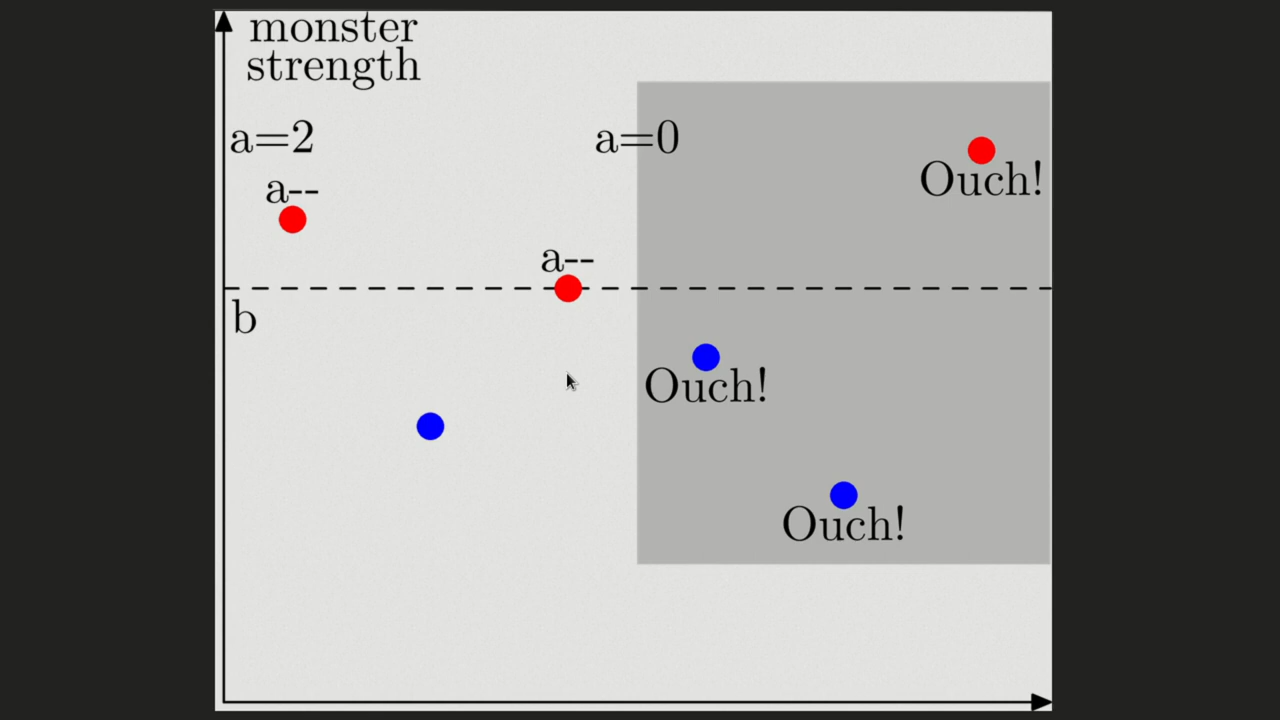 monster
strength
a=2
a=0
a--
Ouch!
a--
b
Ouch!
Ouch!